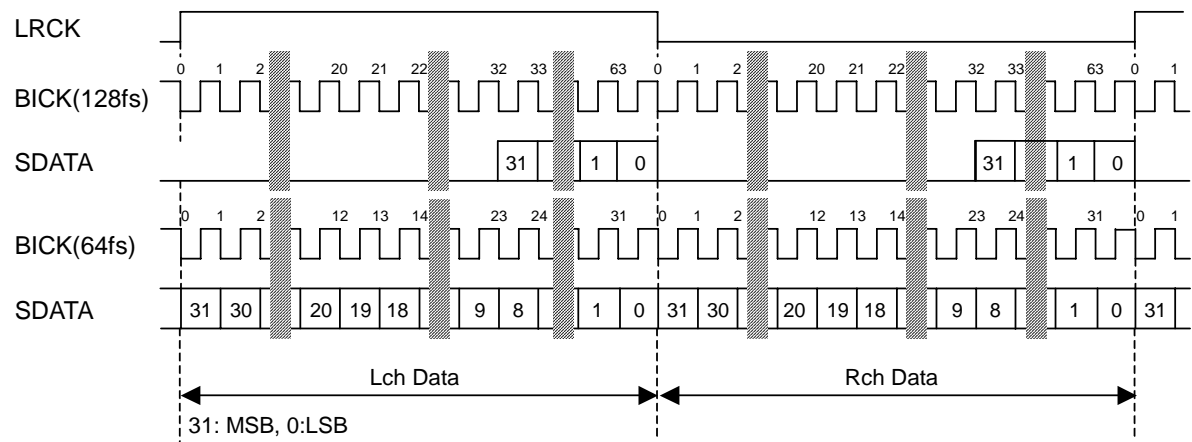 LRCK
0 1 2 20 21 22 32 33 63 0 1 2 20 21 22 32 33 63 0 1
BICK(128fs)
SDATA 31 1 0 31 1 0
0 1 2 12 13 14 23 24 31 0 1 2 12 13 14 23 24 31 0 1
BICK(64fs)
SDATA 31 30 20 19 18 9 8 1 0 31 30 20 19 18 9 8 1 0 31
Lch Data Rch Data
31: MSB, 0:LSB